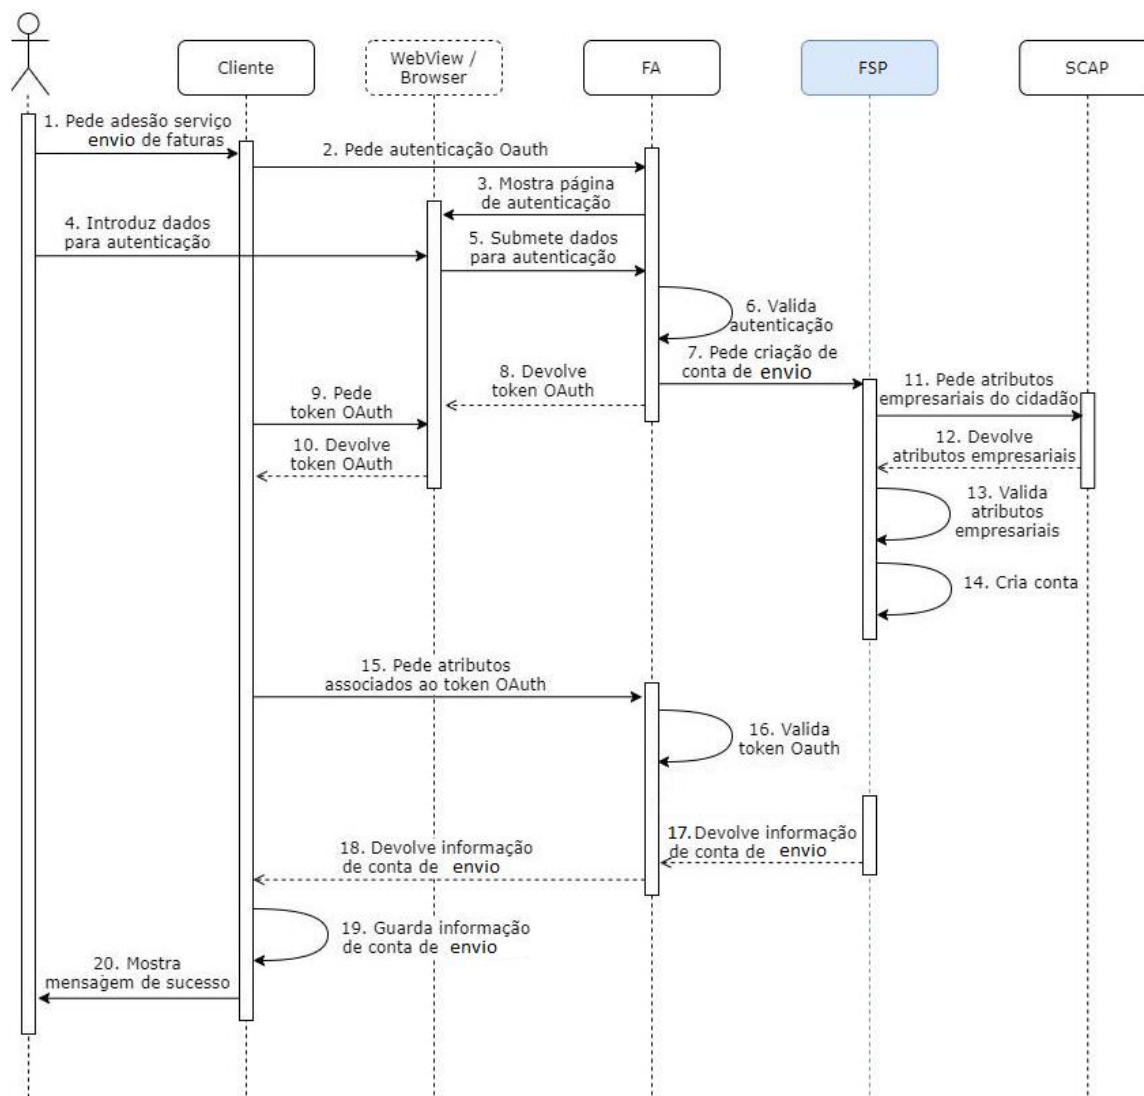 Cliente
WebView /
Browser
FA
FSP
SCAP
1. Pede adesão serviço
envio de faturas
2. Pede autenticação Oauth
3. Mostra página
de autenticação
4. Introduz dados
para autenticação
5. Submete dados
para autenticação
6. Valida
autenticação
7. Pede criação de
conta de envio
8. Devolve
token OAuth
9. Pede
token OAuth
10. Devolve
token OAuth
11. Pede atributos
empresariais do cidadão
12. Devolve
atributos empresariais
13. Valida
atributos
empresariais
14. Cria conta
15. Pede atributos
associados ao token OAuth
16. Valida
token Oauth
17. Devolve informação
de conta de envio
18. Devolve informação
de conta de envio
19. Guarda informação
de conta de envio
20. Mostra
mensagem de sucesso